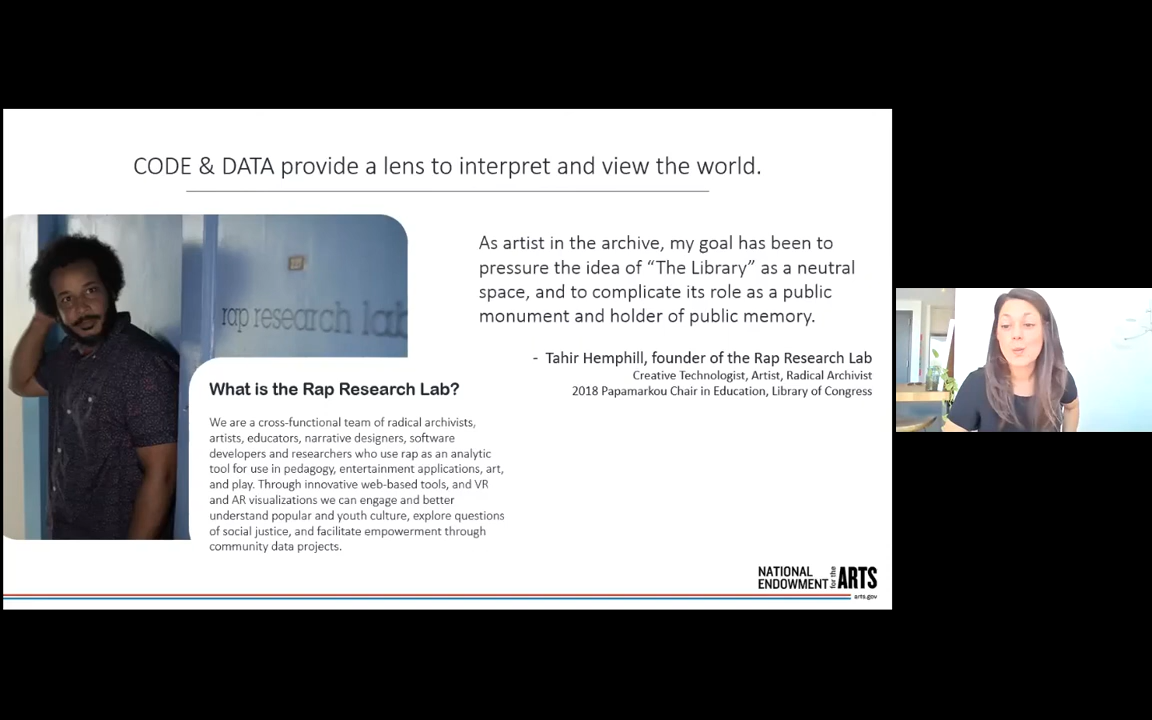 CODE & DATA provide a lens to interpret and view the world.
rap research lab
As artist in the archive, my goal has been to
pressure the idea of “The Library” as a neutral
space, and to complicate its role as a public
monument and holder of public memory.
- Tahir Hemphill, founder of the Rap Research Lab
Creative Technologist, Artist, Radical Archivist
2018 Papamarkou Chair in Education, Library of Congress
What is the Rap Research Lab?
We are a cross-functional team of radical archivists,
artists, educators, narrative designers, software
developers and researchers who use rap as an analytic
tool for use in pedagogy, entertainment applications, art,
and play. Through innovative web-based tools, and VR
and AR visualizations we can engage and better
understand popular and youth culture, explore questions
of social justice, and facilitate empowerment through
community data projects.
NATIONAL
ENDOWMENT for the ARTS
arts.gov